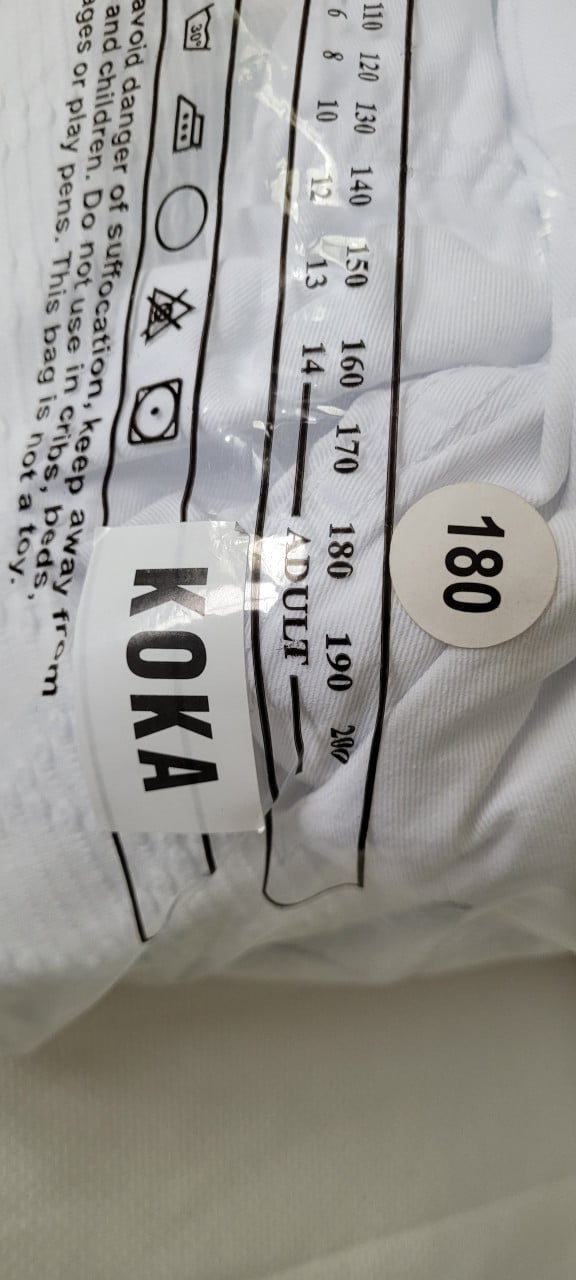 180
110 120 130 140 150 160 170 180 190 200
6 8 10 12 13 14 ADULT
30°
KOKA
avoid danger of suffocation, keep away from
and children. Do not use in cribs, beds,
ages or play pens. This bag is not a toy.